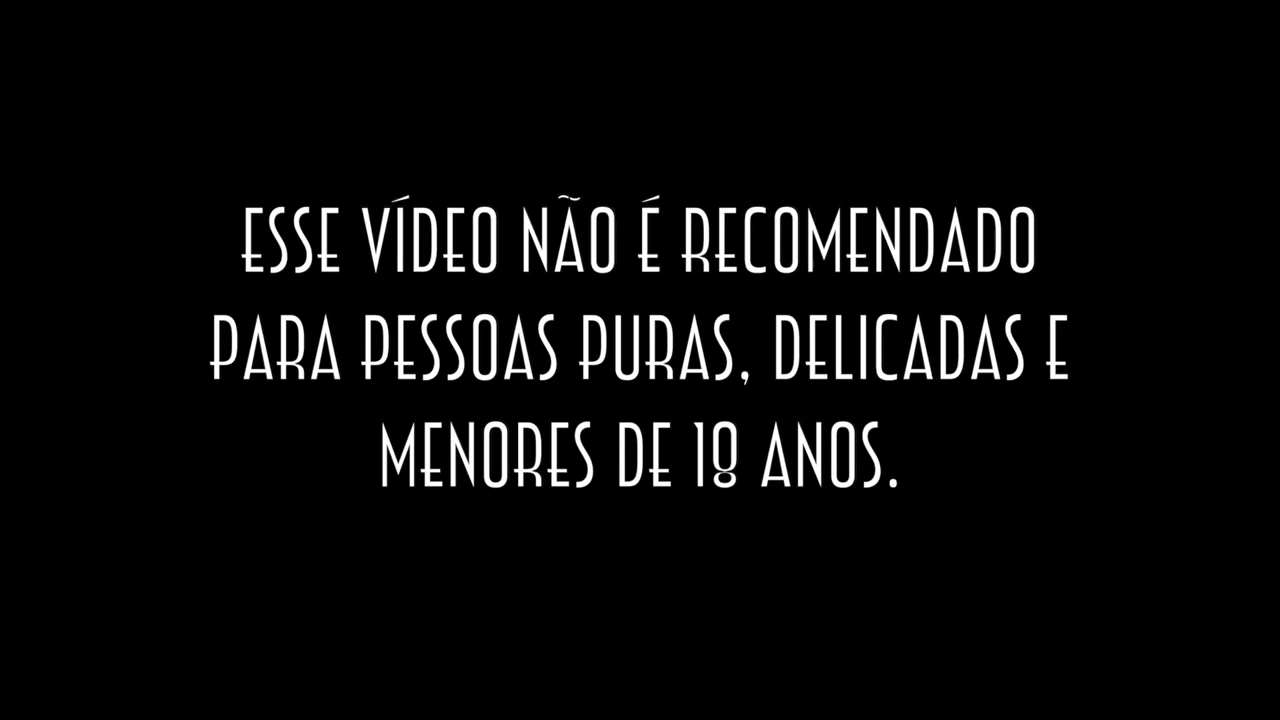 ESSE VÍDEO NÃO É RECOMENDADO
PARA PESSOAS PURAS, DELICADAS E
MENORES DE 18 ANOS.